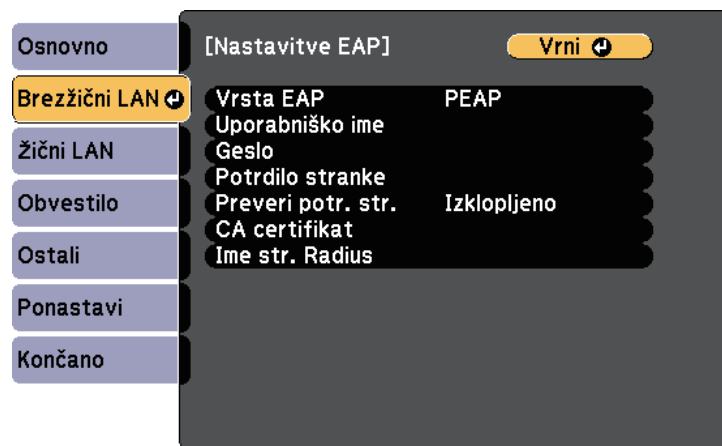 Osnovno
Brezžični LAN
Žični LAN
Obvestilo
Ostali
Ponastavi
Končano
[Nastavitve EAP]
Vrni
Vrsta EAP PEAP
Uporabniško ime
Geslo
Potrdilo stranke
Preveri potr. str. Izklopljeno
CA certifikat
Ime str. Radius